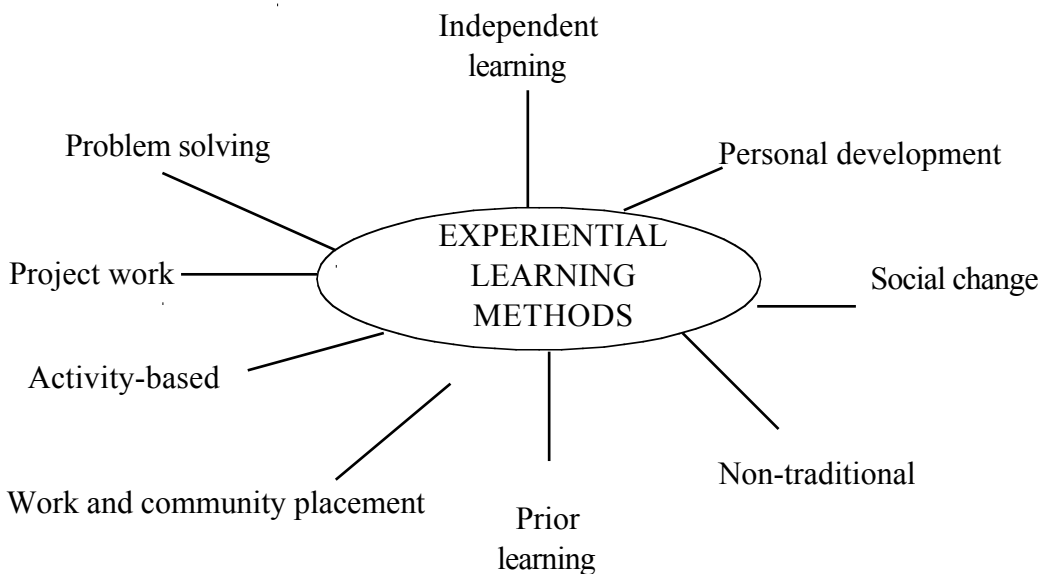 Independent
learning
Problem solving
Personal development
EXPERIENTIAL
LEARNING
METHODS
Project work
Social change
Activity-based
Non-traditional
Work and community placement
Prior
learning